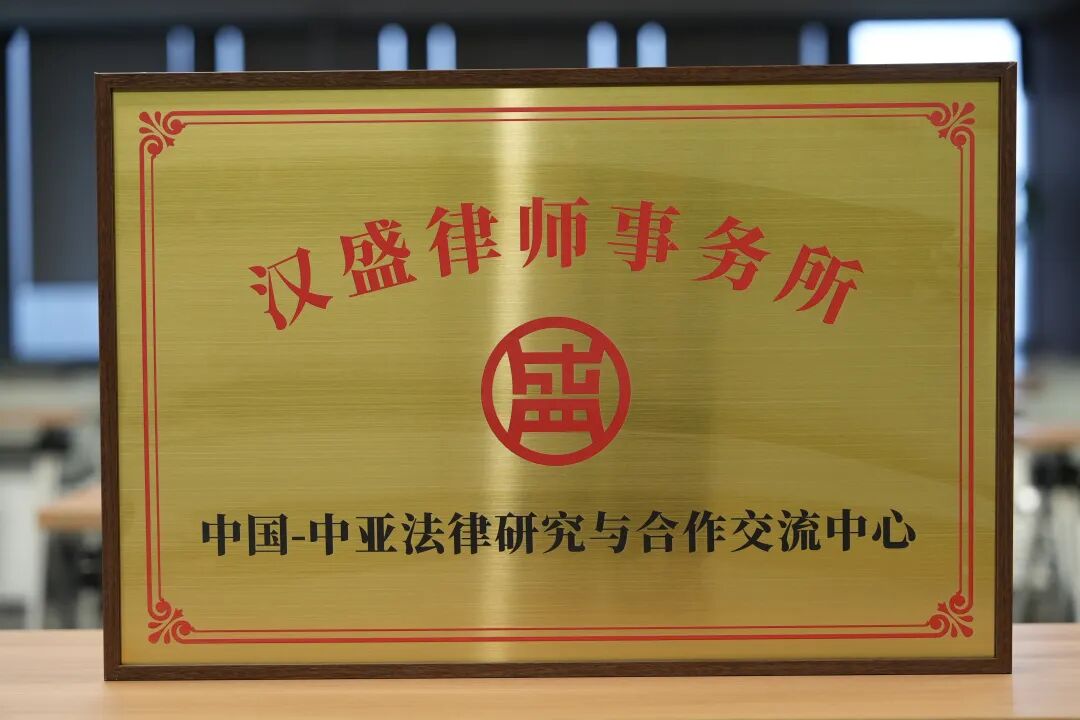 汉盛律师事务所
盛
中国-中亚法律研究与合作交流中心